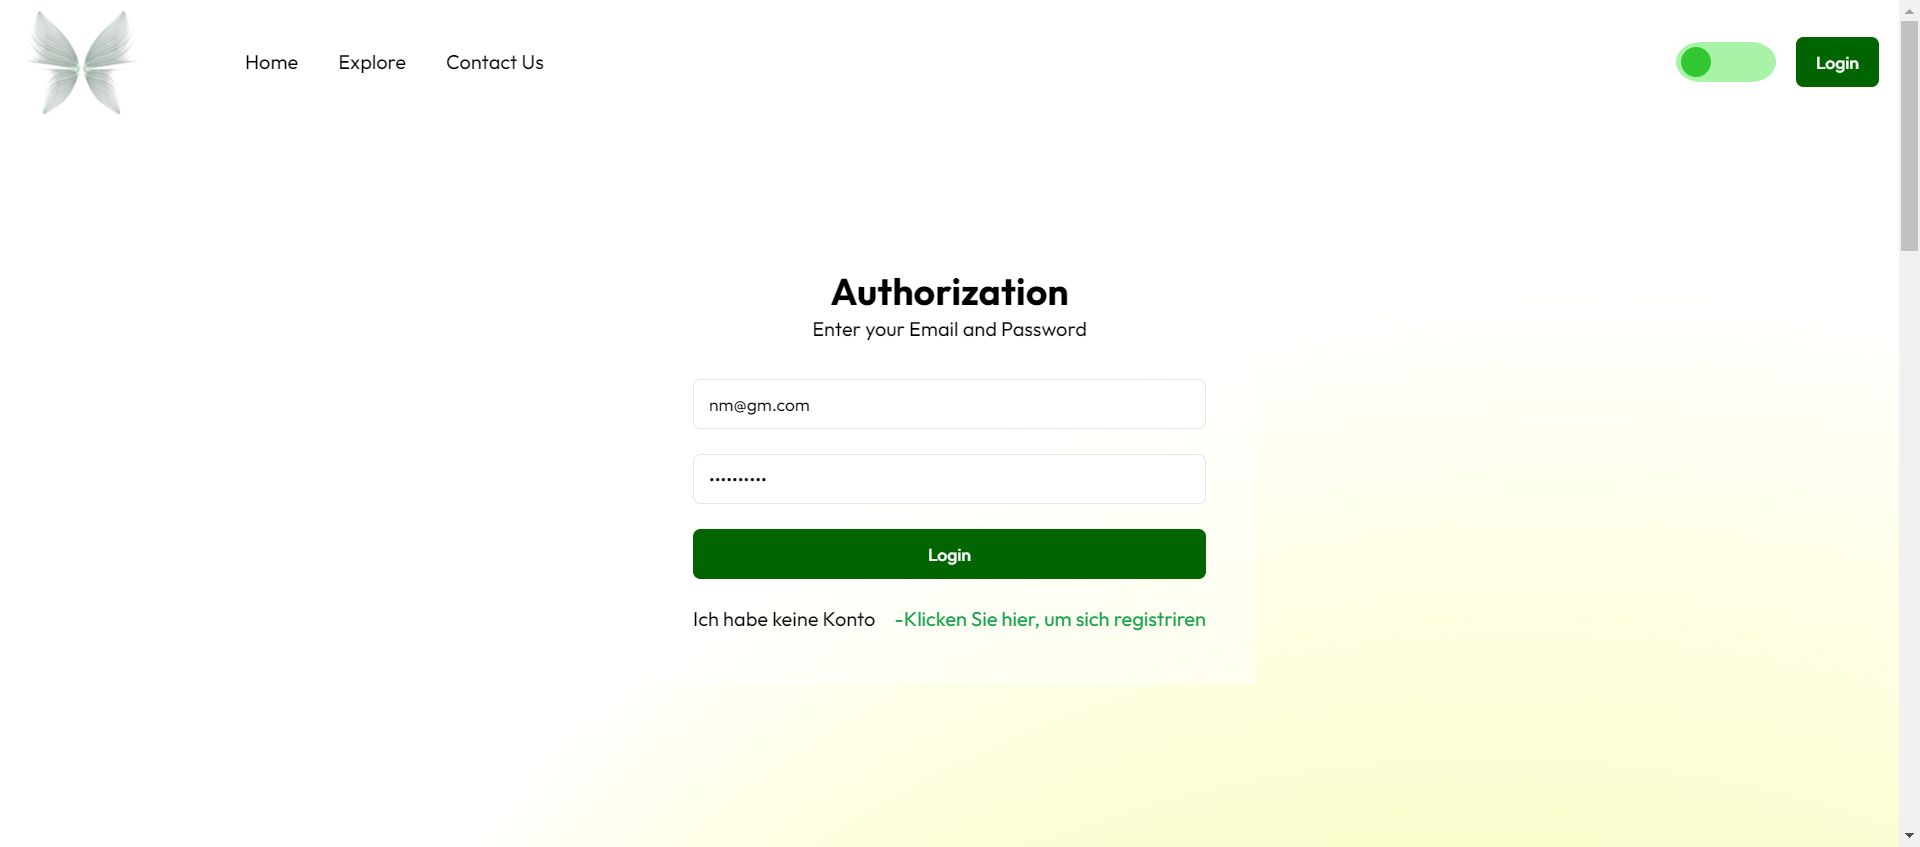 Home Explore Contact Us Login
Authorization
Enter your Email and Password
nm@gm.com
••••••••••
Login
Ich habe keine Konto -Klicken Sie hier, um sich registriren